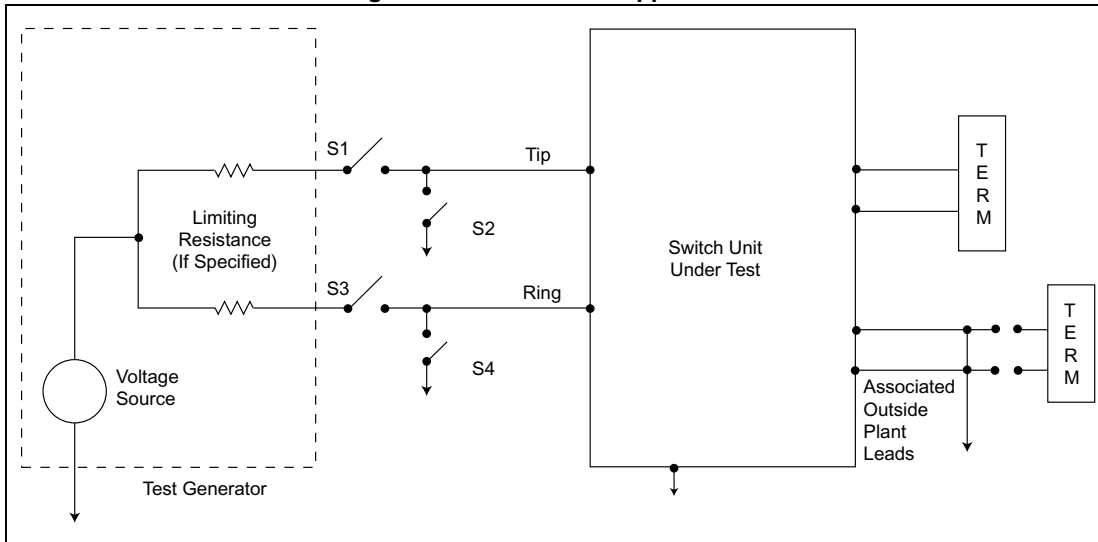 S1
Tip
Limiting
Resistance
(If Specified)
S2
Switch Unit
Under Test
S3
Ring
S4
Voltage
Source
Test Generator
T
E
R
M
T
E
R
M
Associated
Outside
Plant
Leads